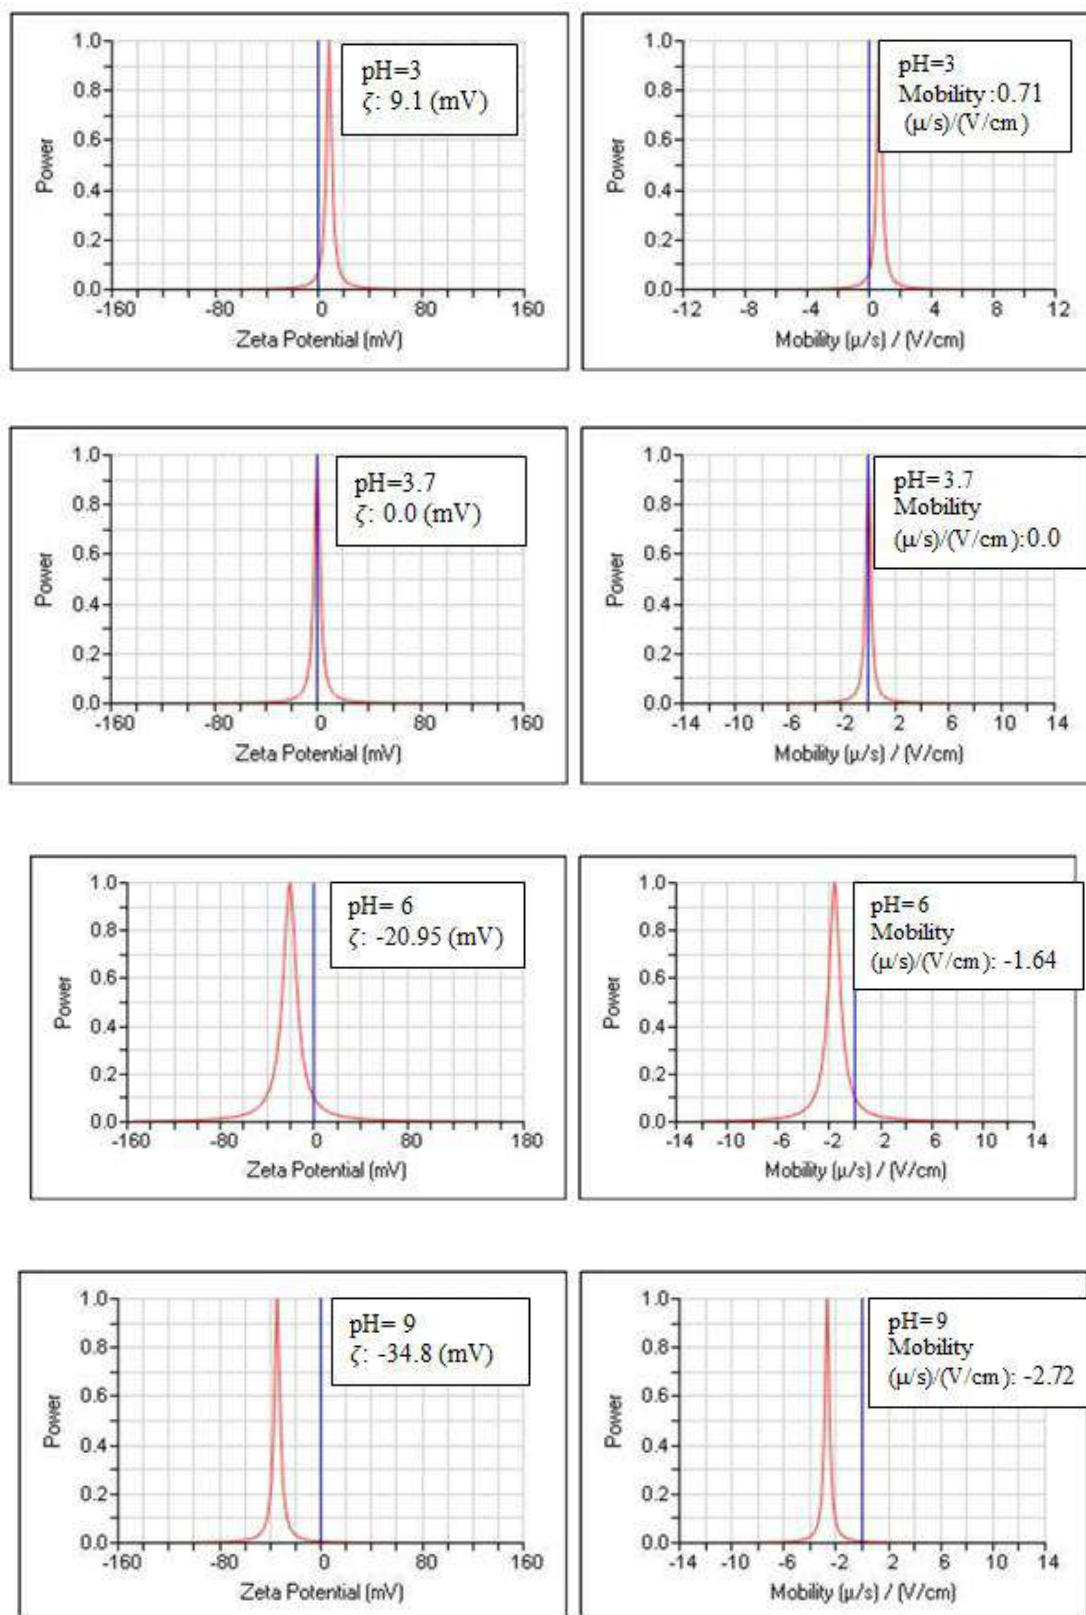 1.0
0.8
0.6
0.4
0.2
0.0
Power
-160
-80
0
80
160
Zeta Potential (mV)
pH=3
ζ: 9.1 (mV)
1.0
0.8
0.6
0.4
0.2
0.0
Power
-12
-8
-4
0
4
8
12
Mobility (μ/s) / (V/cm)
pH=3
Mobility :0.71
(μ/s)/(V/cm)
1.0
0.8
0.6
0.4
0.2
0.0
Power
-160
-80
0
80
160
Zeta Potential (mV)
pH=3.7
ζ: 0.0 (mV)
1.0
0.8
0.6
0.4
0.2
0.0
Power
-14
-10
-6
-2
2
6
10
14
Mobility (μ/s) / (V/cm)
pH=3.7
Mobility
(μ/s)/(V/cm):0.0
1.0
0.8
0.6
0.4
0.2
0.0
Power
-160
-80
0
80
180
Zeta Potential (mV)
pH= 6
ζ: -20.95 (mV)
1.0
0.8
0.6
0.4
0.2
0.0
Power
-14
-10
-6
-2
2
6
10
14
Mobility (μ/s) / (V/cm)
pH=6
Mobility
(μ/s)/(V/cm): -1.64
1.0
0.8
0.6
0.4
0.2
0.0
Power
-160
-80
0
80
160
Zeta Potential (mV)
pH= 9
ζ: -34.8 (mV)
1.0
0.8
0.6
0.4
0.2
0.0
Power
-14
-10
-6
-2
2
6
10
14
Mobility (μ/s) / (V/cm)
pH=9
Mobility
(μ/s)/(V/cm): -2.72